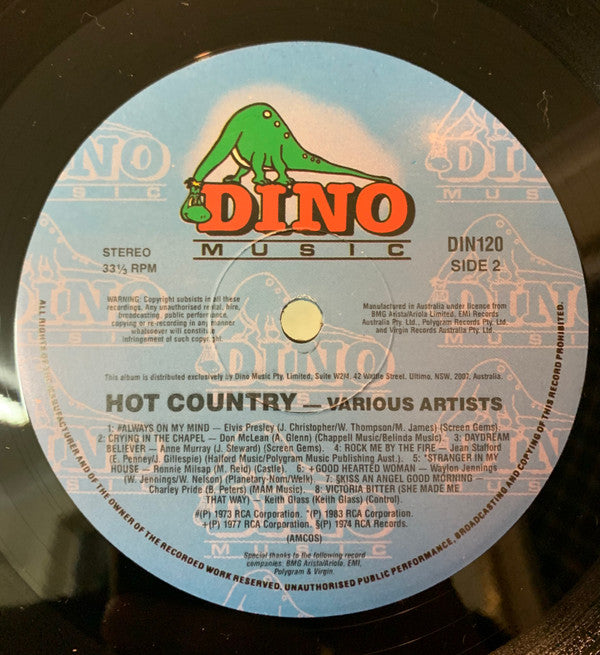 DINO
MUSIC
STEREO
33⅓ RPM
DIN120
SIDE 2
WARNING: Copyright subsists in all these
recordings. Any unauthorised rental, hire,
broadcasting, public performance,
copying or re-recording in any manner
whatsoever will constitute
infringement of such copyright.
Manufactured in Australia under licence from
BMG Arista/Ariola Limited, EMI Records
Australia Pty. Ltd., Polygram Records Pty. Ltd.
and Virgin Records Australia Pty. Ltd.
This album is distributed exclusively by Dino Music Pty. Limited, Suite W2M, 42 Wattle Street, Ultimo, NSW, 2007, Australia.
HOT COUNTRY — VARIOUS ARTISTS
1: #ALWAYS ON MY MIND — Elvis Presley (J. Christopher/W. Thompson/M. James) (Screen Gems).
2: CRYING IN THE CHAPEL — Don McLean (A. Glenn) (Chappell Music/Belinda Music). 3: DAYDREAM
BELIEVER — Anne Murray (J. Steward) (Screen Gems). 4: ROCK ME BY THE FIRE — Jean Stafford
(E. Penney/J. Gillespie) (Halford Music/Polygram Music Publishing Aust.). 5: *STRANGER IN MY
HOUSE — Ronnie Milsap (M. Reid) (Castle). 6: +GOOD HEARTED WOMAN — Waylon Jennings
(W. Jennings/W. Nelson) (Planetary-Nom/Welk) 7: §KISS AN ANGEL GOOD MORNING —
Charley Pride (B. Peters) (MAM Music). 8: VICTORIA BITTER (SHE MADE ME
THAT WAY) — Keith Glass (Keith Glass) (Control).
#(P) 1973 RCA Corporation. *(P) 1983 RCA Corporation.
+(P) 1977 RCA Corporation. §(P) 1974 RCA Records.
(AMCOS)
Special thanks to the following record
companies: BMG Arista/Ariola, EMI,
Polygram & Virgin.
ALL RIGHTS OF THE MANUFACTURER AND OF THE OWNER OF THE RECORDED WORK RESERVED. UNAUTHORISED PUBLIC PERFORMANCE, BROADCASTING AND COPYING OF THIS RECORD PROHIBITED.